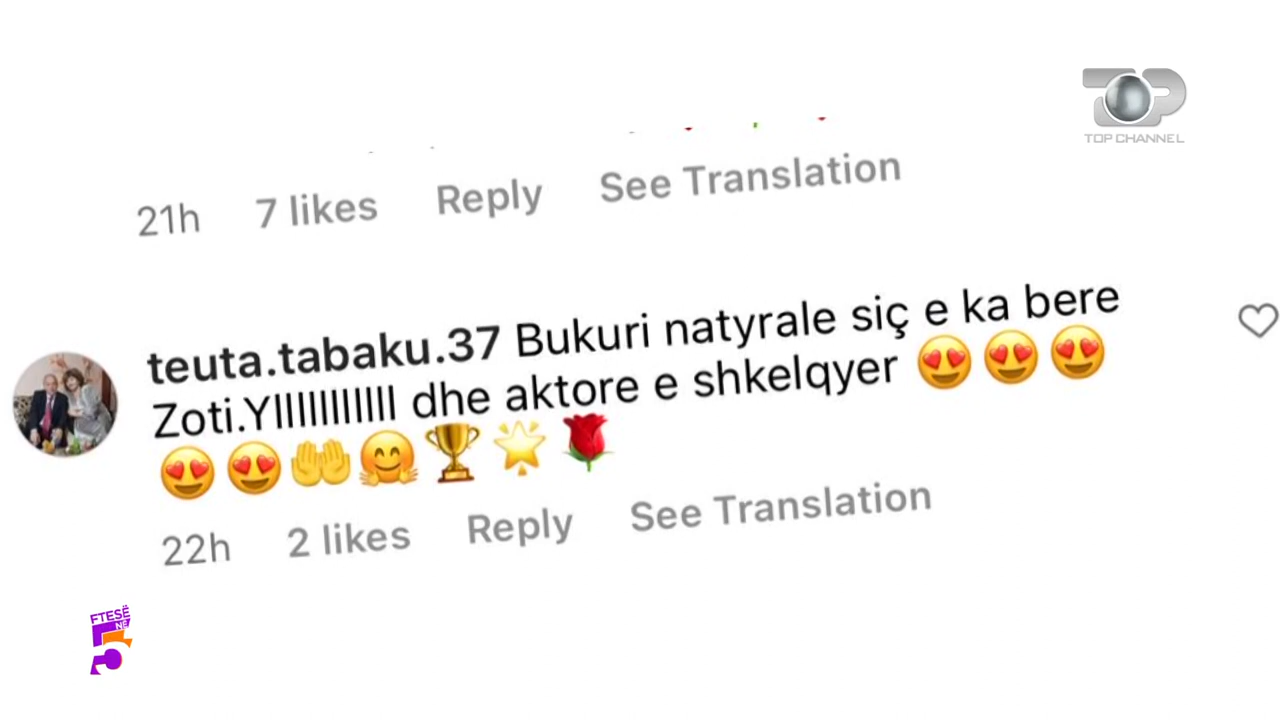 TOP CHANNEL
21h 7 likes Reply See Translation
teuta.tabaku.37 Bukuri natyrale siç e ka bere
Zoti.Yllllllllllll dhe aktore e shkelqyer 😍😍😍
😍😍🤲🤗🏆🌟🌹
22h 2 likes Reply See Translation
FTESË
NË
5